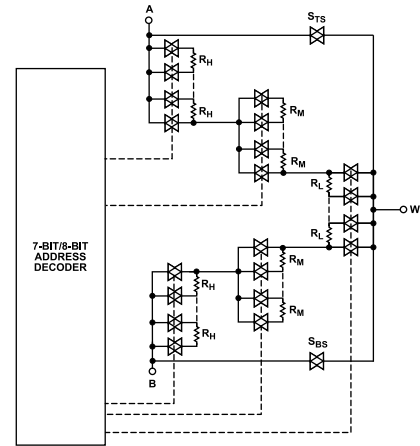 A
S_TS
R_H
R_H
R_M
R_M
R_L
R_L
W
7-BIT/8-BIT
ADDRESS
DECODER
R_H
R_H
R_M
R_M
S_BS
B